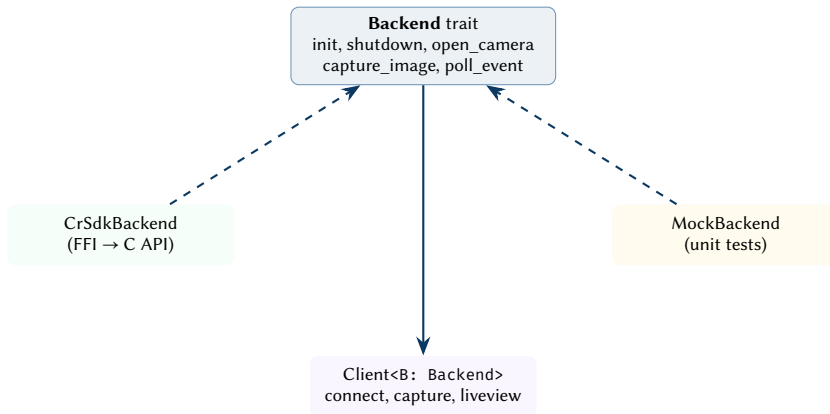 Backend trait
init, shutdown, open_camera
capture_image, poll_event
CrSdkBackend
(FFI → C API)
MockBackend
(unit tests)
Client<B: Backend>
connect, capture, liveview